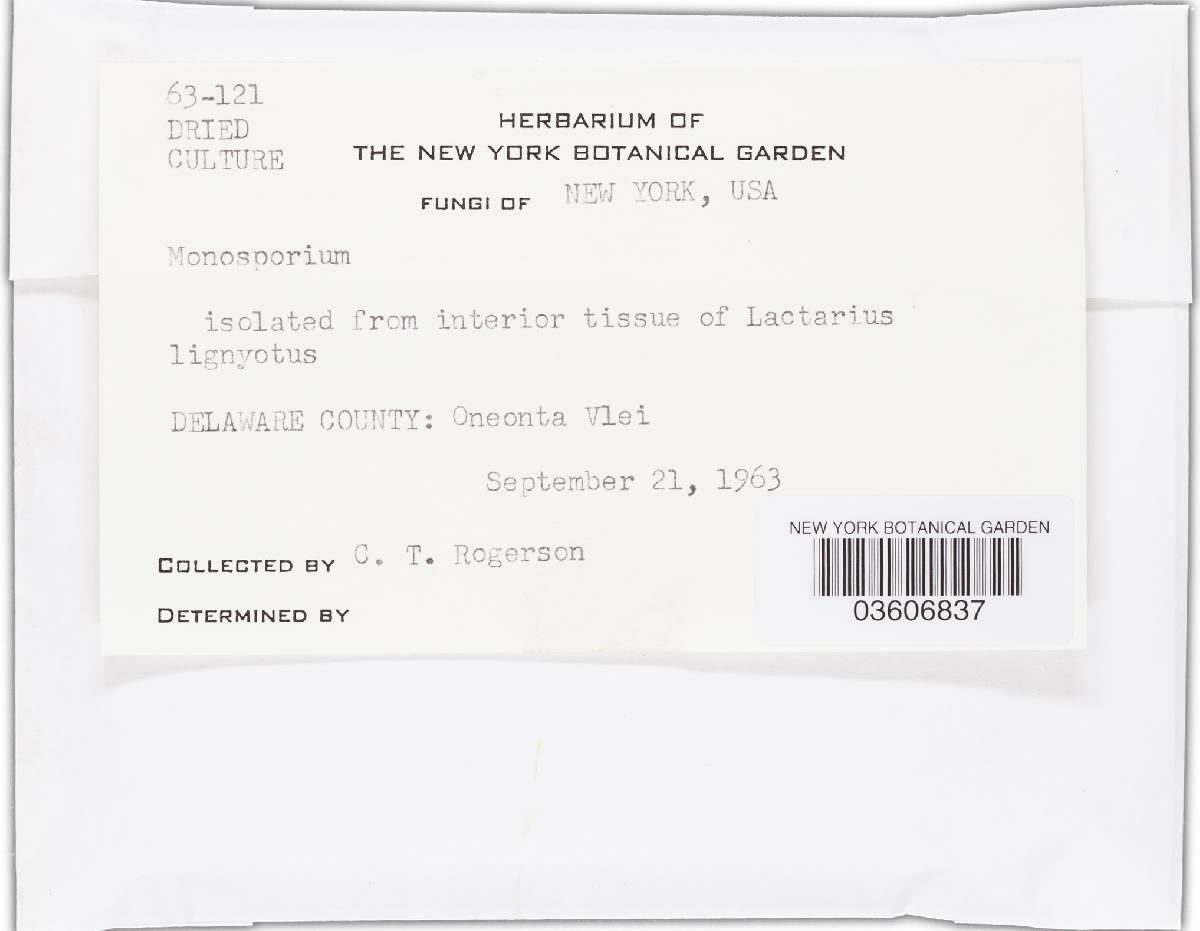 63-121
DRIED
CULTURE
HERBARIUM OF
THE NEW YORK BOTANICAL GARDEN
FUNGI OF NEW YORK, USA
Monosporium
isolated from interior tissue of Lactarius
lignyotus
DELAWARE COUNTY: Oneonta Vlei
September 21, 1963
COLLECTED BY C. T. Rogerson
DETERMINED BY
NEW YORK BOTANICAL GARDEN
03606837